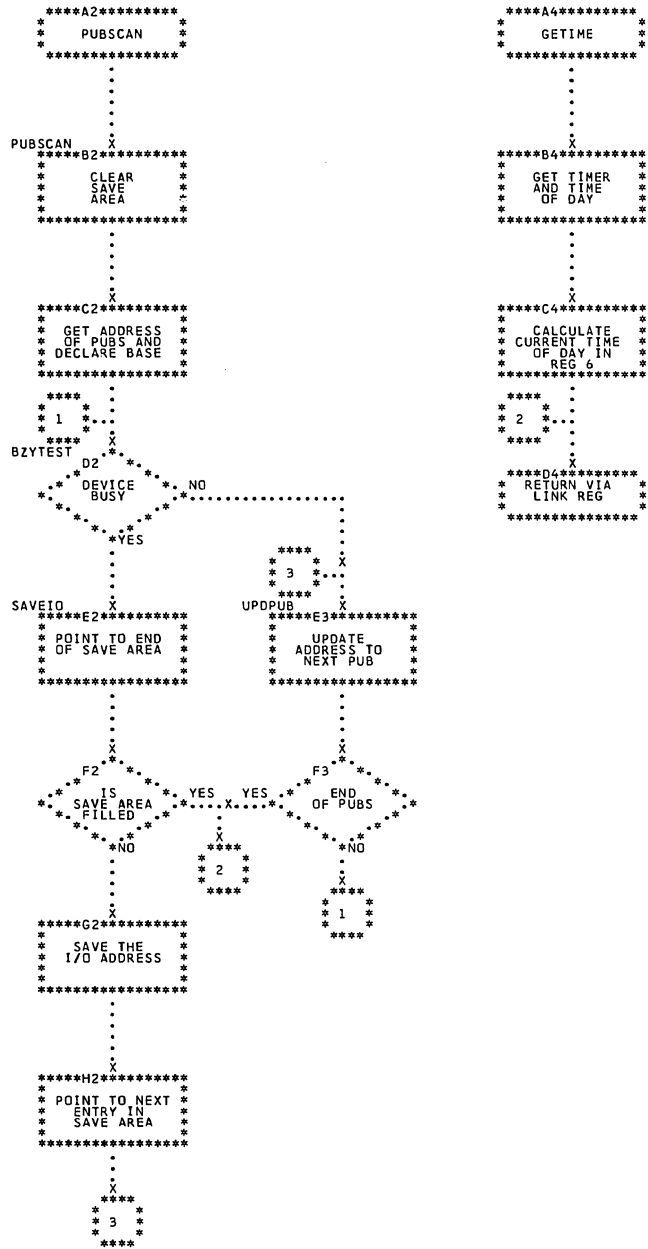 A2
PUBSCAN
PUBSCAN
B2
CLEAR
SAVE
AREA
C2
GET ADDRESS
OF PUBS AND
DECLARE BASE
1
BZYTEST
D2
DEVICE
BUSY
NO
YES
3
SAVEIO
E2
POINT TO END
OF SAVE AREA
UPDPUB
E3
UPDATE
ADDRESS TO
NEXT PUB
F2
IS
SAVE AREA
FILLED
YES
NO
F3
END
OF PUBS
YES
NO
2
1
G2
SAVE THE
I/O ADDRESS
H2
POINT TO NEXT
ENTRY IN
SAVE AREA
3
A4
GETIME
B4
GET TIMER
AND TIME
OF DAY
C4
CALCULATE
CURRENT TIME
OF DAY IN
REG 6
2
D4
RETURN VIA
LINK REG